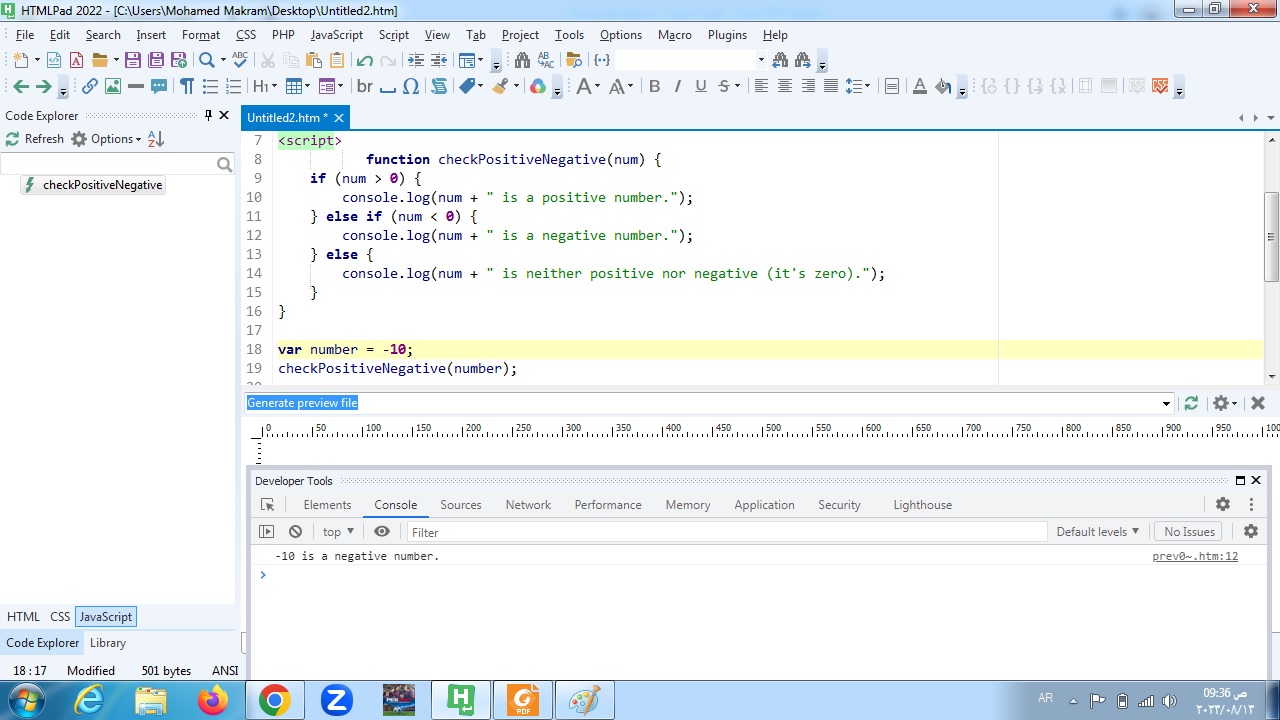 HTMLPad 2022 - [C:\Users\Mohamed Makram\Desktop\Untitled2.htm]
File Edit Search Insert Format CSS PHP JavaScript Script View Tab Project Tools Options Macro Plugins Help
H1 br
A A B I U S A
Code Explorer
Untitled2.htm *
Refresh Options
checkPositiveNegative
7 <script>
8 function checkPositiveNegative(num) {
9 if (num > 0) {
10 console.log(num + " is a positive number.");
11 } else if (num < 0) {
12 console.log(num + " is a negative number.");
13 } else {
14 console.log(num + " is neither positive nor negative (it's zero).");
15 }
16 }
17
18 var number = -10;
19 checkPositiveNegative(number);
Generate preview file
0 50 100 150 200 250 300 350 400 450 500 550 600 650 700 750 800 850 900 950 100
Developer Tools
Elements Console Sources Network Performance Memory Application Security Lighthouse
top Filter Default levels No Issues
-10 is a negative number. prev0~.htm:12
HTML CSS JavaScript
Code Explorer Library
18 : 17 Modified 501 bytes ANSI
AR
09:36 ص
٢٠٢٣/٠٨/١٣
PDF